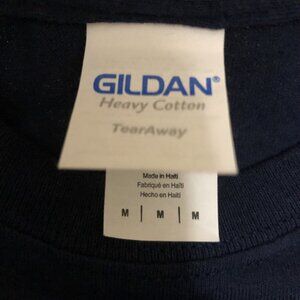 GILDAN®
Heavy Cotton
TearAway
Made in Haiti
Fabriqué en Haïti
Hecho en Haití
M | M | M